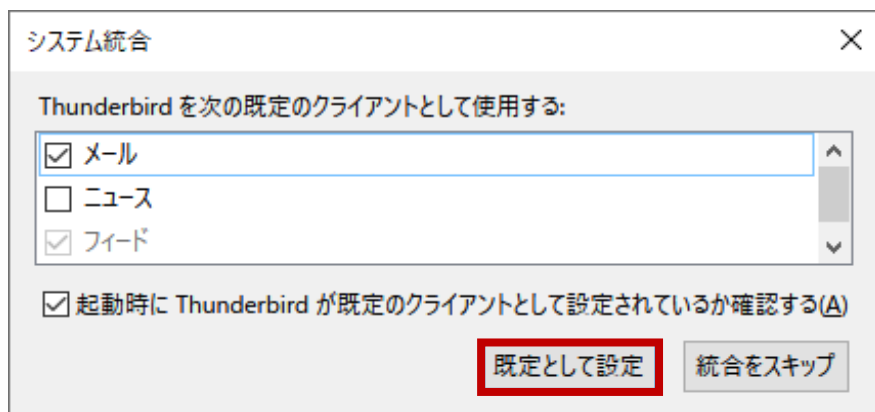 システム統合
Thunderbird を次の既定のクライアントとして使用する:
メール
ニュース
フィード
起動時に Thunderbird が既定のクライアントとして設定されているか確認する(A)
既定として設定 統合をスキップ